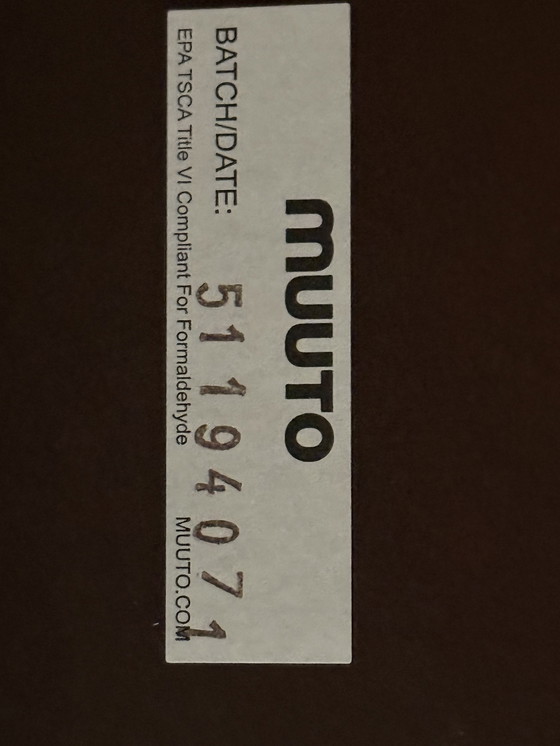 muuto
BATCH/DATE: 51194071
EPA TSCA Title VI Compliant For Formaldehyde MUUTO.COM